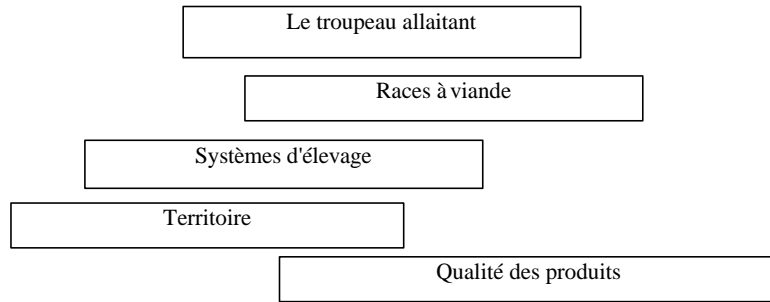 Le troupeau allaitant
Races à viande
Systèmes d'élevage
Territoire
Qualité des produits